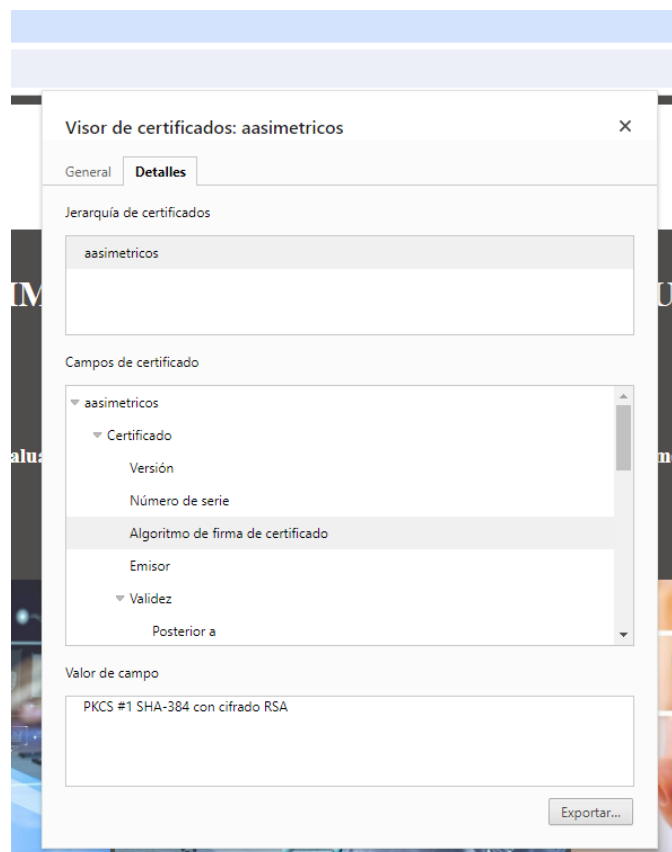 Visor de certificados: aasimetricos
General Detalles
Jerarquía de certificados
aasimetricos
IM
U
Campos de certificado
aasimetricos
Certificado
alua
Versión
Número de serie
Algoritmo de firma de certificado
Emisor
Validez
Posterior a
Valor de campo
PKCS #1 SHA-384 con cifrado RSA
Exportar...